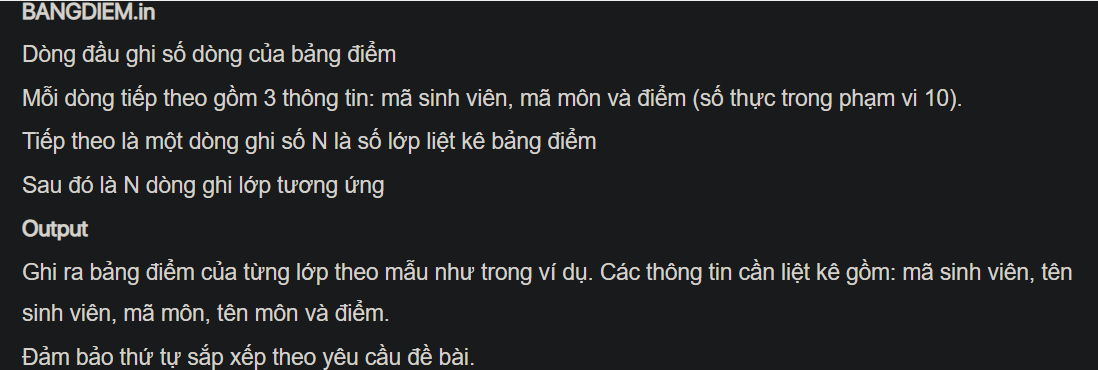 BANGDIEM.in
Dòng đầu ghi số dòng của bảng điểm
Mỗi dòng tiếp theo gồm 3 thông tin: mã sinh viên, mã môn và điểm (số thực trong phạm vi 10).
Tiếp theo là một dòng ghi số N là số lớp liệt kê bảng điểm
Sau đó là N dòng ghi lớp tương ứng
Output
Ghi ra bảng điểm của từng lớp theo mẫu như trong ví dụ. Các thông tin cần liệt kê gồm: mã sinh viên, tên
sinh viên, mã môn, tên môn và điểm.
Đảm bảo thứ tự sắp xếp theo yêu cầu đề bài.